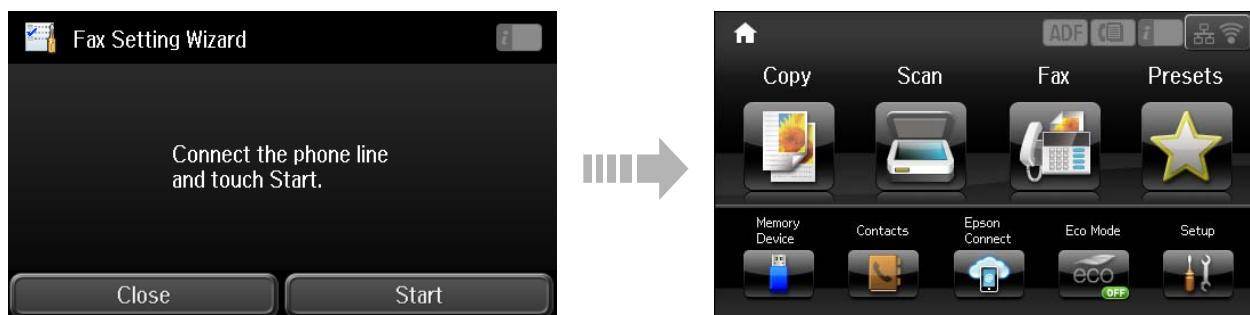 Fax Setting Wizard
i
Connect the phone line
and touch Start.
Close
Start
ADF
i
Copy
Scan
Fax
Presets
Memory
Device
Contacts
Epson
Connect
Eco Mode
Setup
eco
OFF